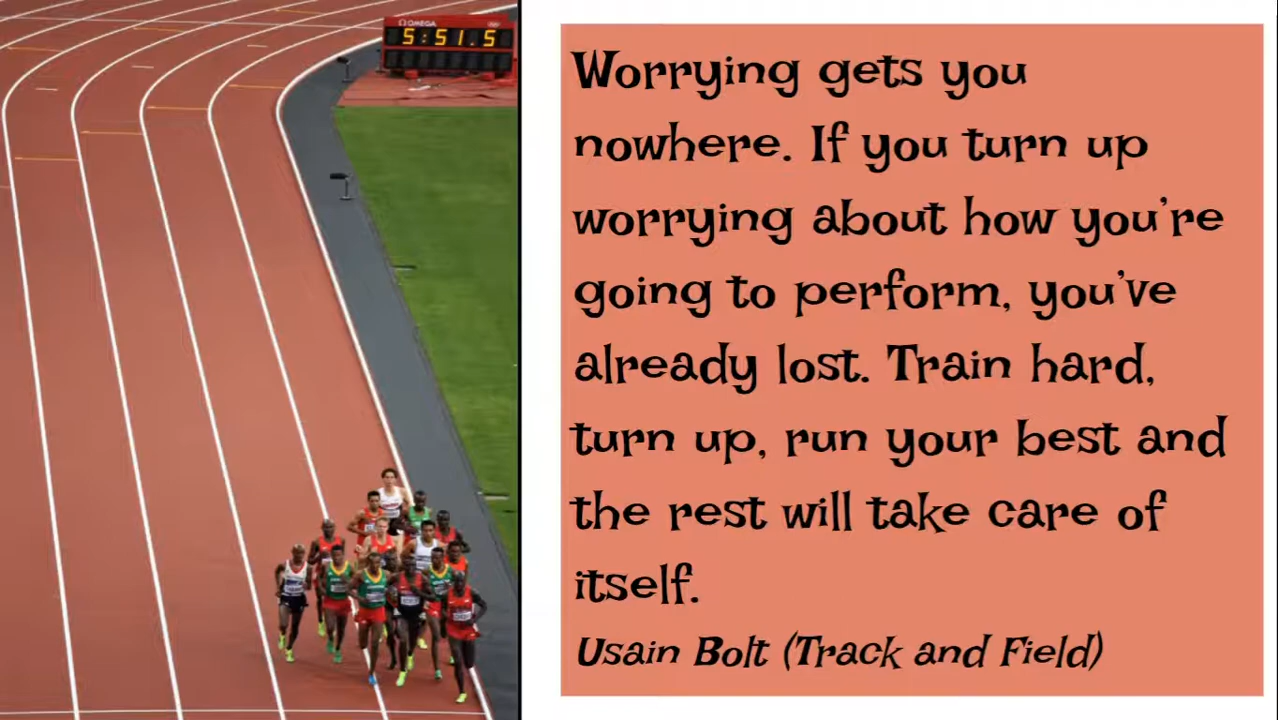 OMEGA
5:51.5
Worrying gets you
nowhere. If you turn up
worrying about how you're
going to perform, you've
already lost. Train hard,
turn up, run your best and
the rest will take care of
itself.
Usain Bolt (Track and Field)